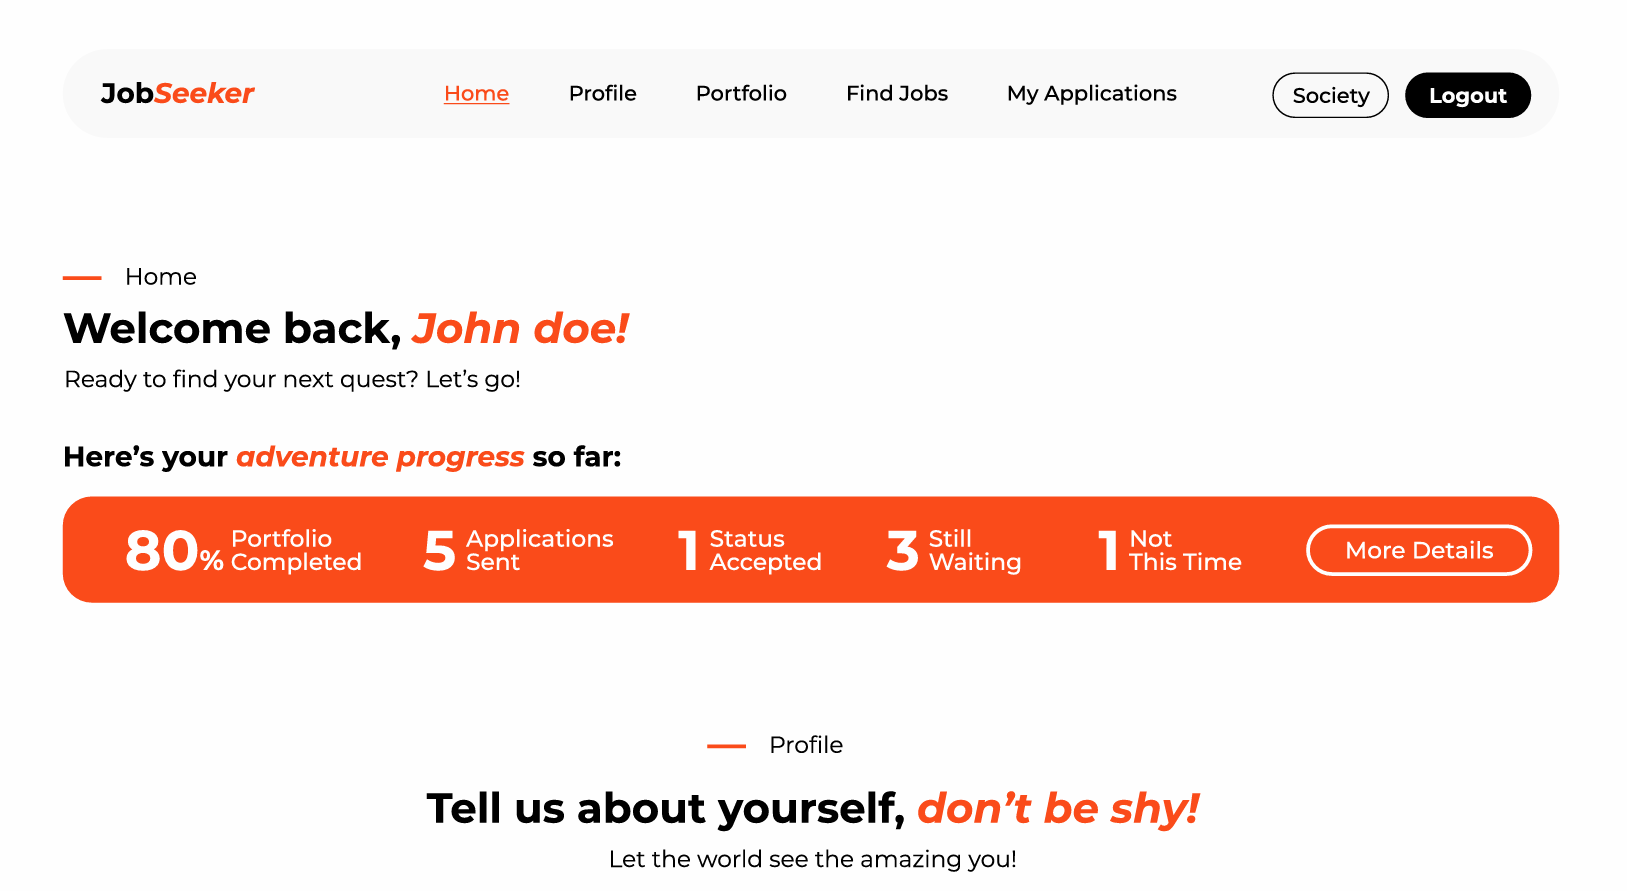 JobSeeker Home Profile Portfolio Find Jobs My Applications Society Logout
Home
Welcome back, John doe!
Ready to find your next quest? Let’s go!
Here’s your adventure progress so far:
80% Portfolio Completed
5 Applications Sent
1 Status Accepted
3 Still Waiting
1 Not This Time
More Details
Profile
Tell us about yourself, don’t be shy!
Let the world see the amazing you!